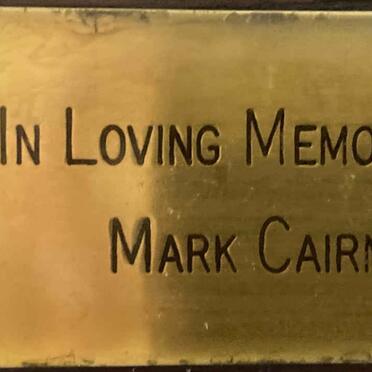 In Loving Memo
Mark Cairn